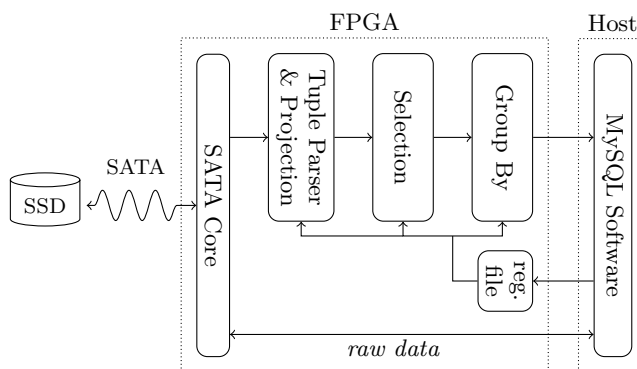 FPGA
Host
SSD
SATA
SATA Core
Tuple Parser
& Projection
Selection
Group By
MySQL Software
reg.
file
raw data